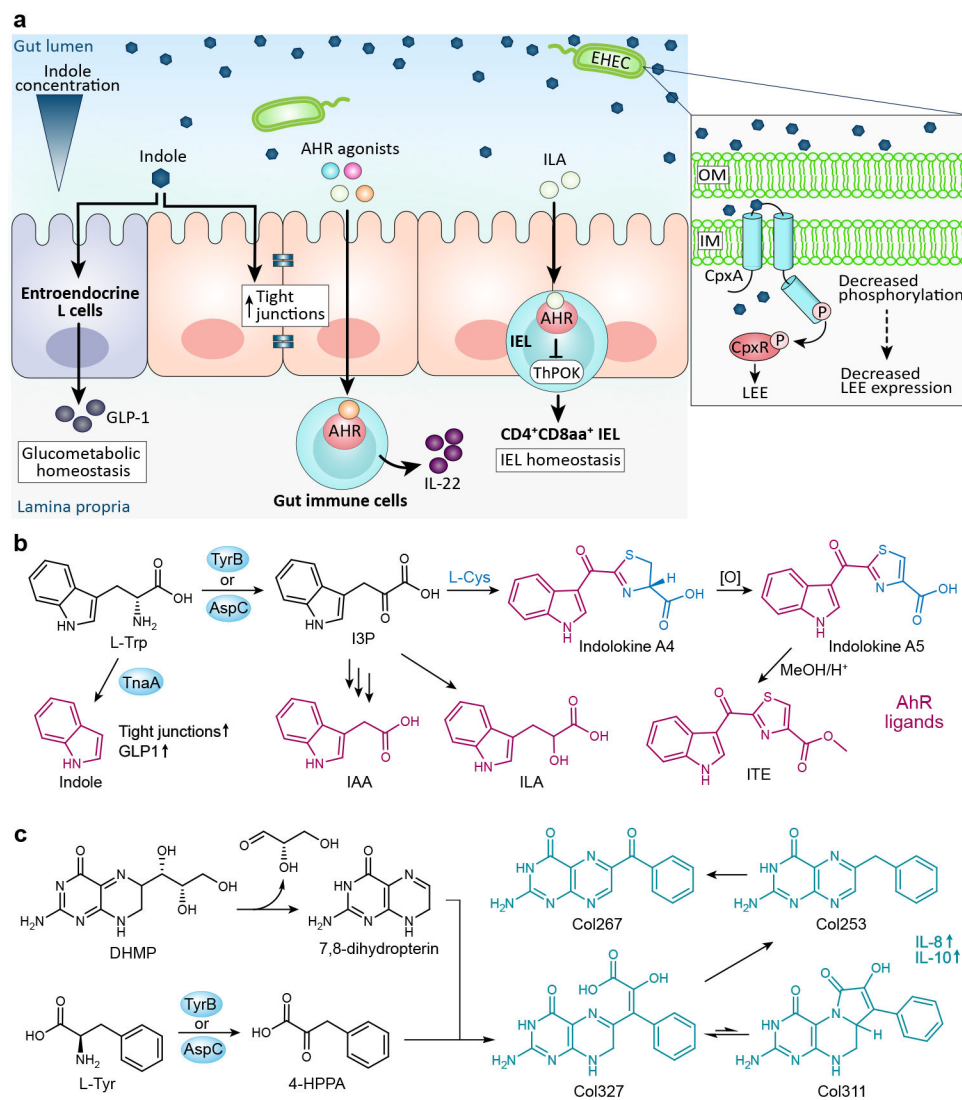 a
Gut lumen
Indole
concentration
EHEC
Indole
AHR agonists
ILA
OM
IM
CpxA
Decreased
phosphorylation
P
P
CpxR
LEE
Decreased
LEE expression
Entroendocrine
L cells
Tight
junctions
AHR
IEL
ThPOK
GLP-1
Glucometabolic
homeostasis
AHR
IL-22
Gut immune cells
CD4⁺CD8aa⁺ IEL
IEL homeostasis
Lamina propria
b
OH
O
NH₂
HN
L-Trp
TyrB
or
AspC
OH
O
O
HN
I3P
L-Cys
O
S
N
H
OH
O
N
H
Indolokine A4
[O]
O
S
N
OH
O
N
H
Indolokine A5
TnaA
HN
Indole
Tight junctions↑
GLP1↑
OH
O
HN
IAA
O
OH
OH
HN
ILA
MeOH/H⁺
O
S
N
O
O
N
H
ITE
AhR
ligands
c
O
OH
OH
O
OH
N
OH
HN
OH
H₂N
N
N
H
DHMP
O
N
HN
H₂N
N
N
H
7,8-dihydropterin
O
N
O
HN
H₂N
N
N
Col267
O
N
HN
H₂N
N
N
Col253
IL-8↑
IL-10↑
O
HO
NH₂
L-Tyr
TyrB
or
AspC
O
HO
O
4-HPPA
O
OH
HO
O
N
HN
H₂N
N
N
H
Col327
OH
O
O
N
HN
H
H₂N
N
N
H
Col311